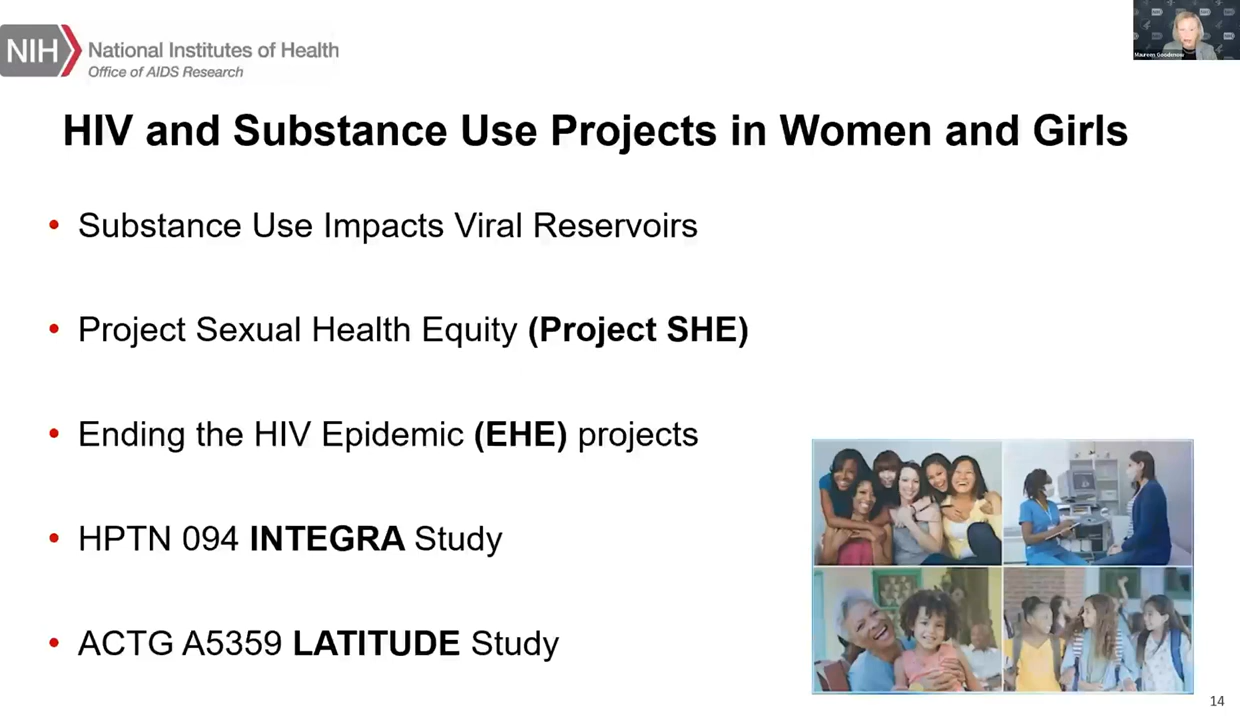 NIH National Institutes of Health
Office of AIDS Research
Maureen Goodenow
HIV and Substance Use Projects in Women and Girls
• Substance Use Impacts Viral Reservoirs
• Project Sexual Health Equity (Project SHE)
• Ending the HIV Epidemic (EHE) projects
• HPTN 094 INTEGRA Study
• ACTG A5359 LATITUDE Study
14